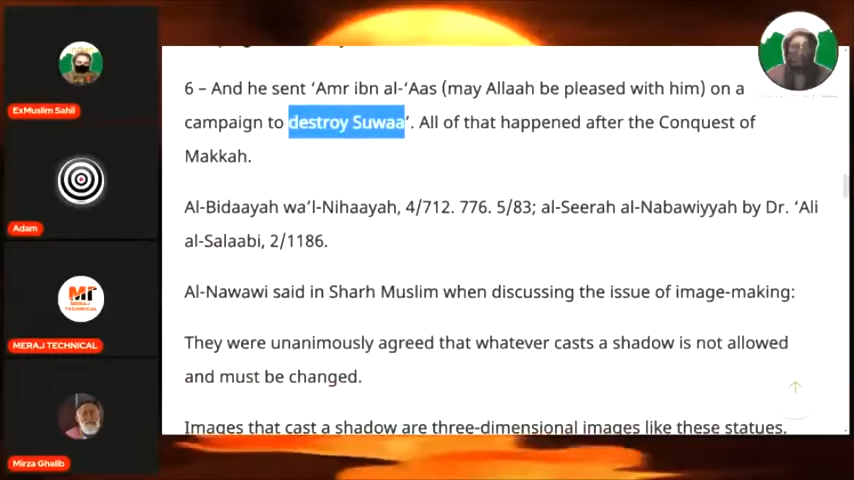 6 – And he sent ‘Amr ibn al-‘Aas (may Allaah be pleased with him) on a
campaign to destroy Suwaa‘. All of that happened after the Conquest of
Makkah.
Al-Bidaayah wa’l-Nihaayah, 4/712. 776. 5/83; al-Seerah al-Nabawiyyah by Dr. ‘Ali
al-Salaabi, 2/1186.
Al-Nawawi said in Sharh Muslim when discussing the issue of image-making:
They were unanimously agreed that whatever casts a shadow is not allowed
and must be changed.
Images that cast a shadow are three-dimensional images like these statues.
ExMuslim Sahil
Adam
MT
MERAJ TECHNICAL
MERAJ TECHNICAL
Mirza Ghalib